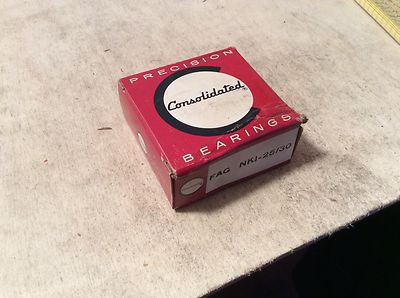 PRECISION
Consolidated
BEARINGS
FAG NKI-25/30